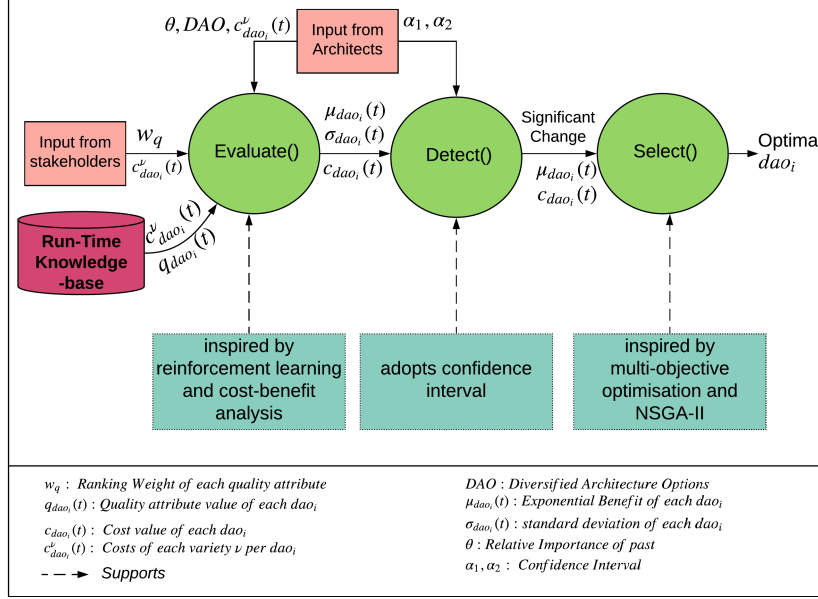 θ, DAO, c^ν_{dao_i}(t)
Input from
Architects
α₁, α₂
Input from
stakeholders
w_q
c^ν_{dao_i}(t)
Evaluate()
μ_{dao_i}(t)
σ_{dao_i}(t)
c_{dao_i}(t)
Detect()
Significant
Change
μ_{dao_i}(t)
c_{dao_i}(t)
Select()
Optima
dao_i
Run-Time
Knowledge
-base
c^ν_{dao_i}(t)
q_{dao_i}(t)
inspired by
reinforcement learning
and cost-benefit
analysis
adopts confidence
interval
inspired by
multi-objective
optimisation and
NSGA-II
w_q : Ranking Weight of each quality attribute
q_{dao_i}(t) : Quality attribute value of each dao_i
c_{dao_i}(t) : Cost value of each dao_i
c^ν_{dao_i}(t) : Costs of each variety ν per dao_i
Supports
DAO : Diversified Architecture Options
μ_{dao_i}(t) : Exponential Benefit of each dao_i
σ_{dao_i}(t) : standard deviation of each dao_i
θ : Relative Importance of past
α₁, α₂ : Confidence Interval